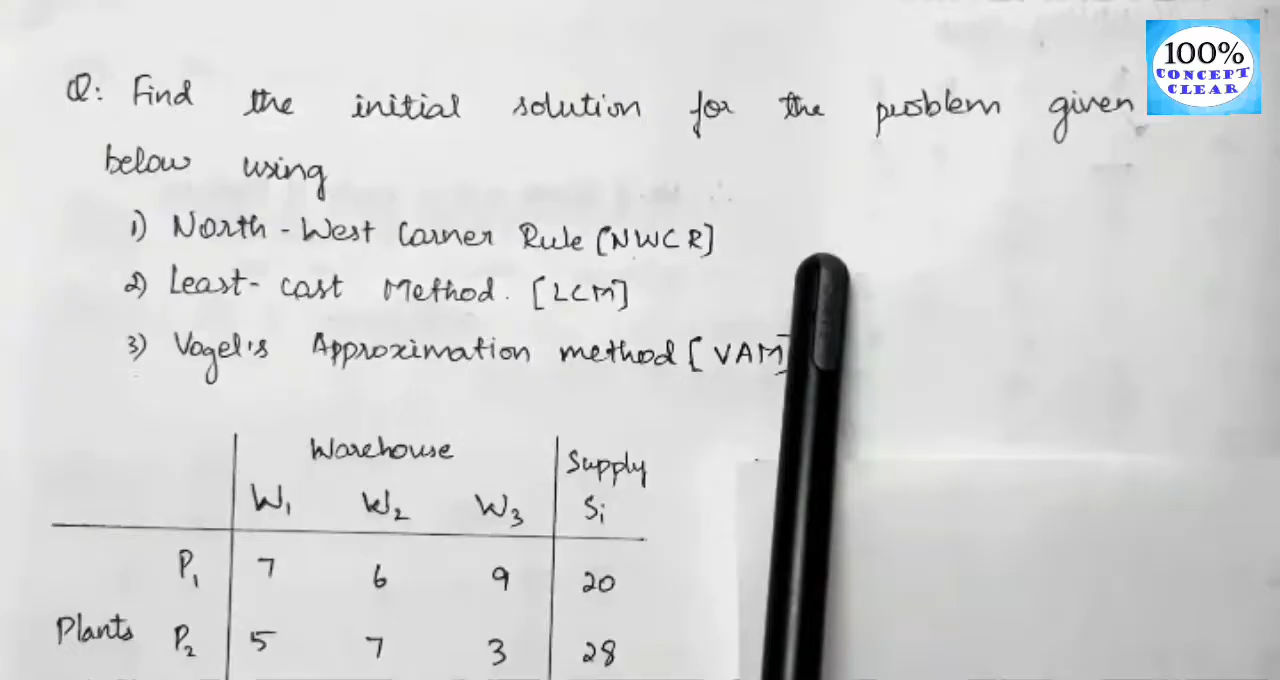 100%
CONCEPT
CLEAR
Q: Find the initial solution for the problem given
below using
1) North-West Corner Rule [NWCR]
2) Least-cost Method. [LCM]
3) Vogel's Approximation method [VAM]
Warehouse Supply
W1 W2 W3 Si
P1 7 6 9 20
Plants P2 5 7 3 28